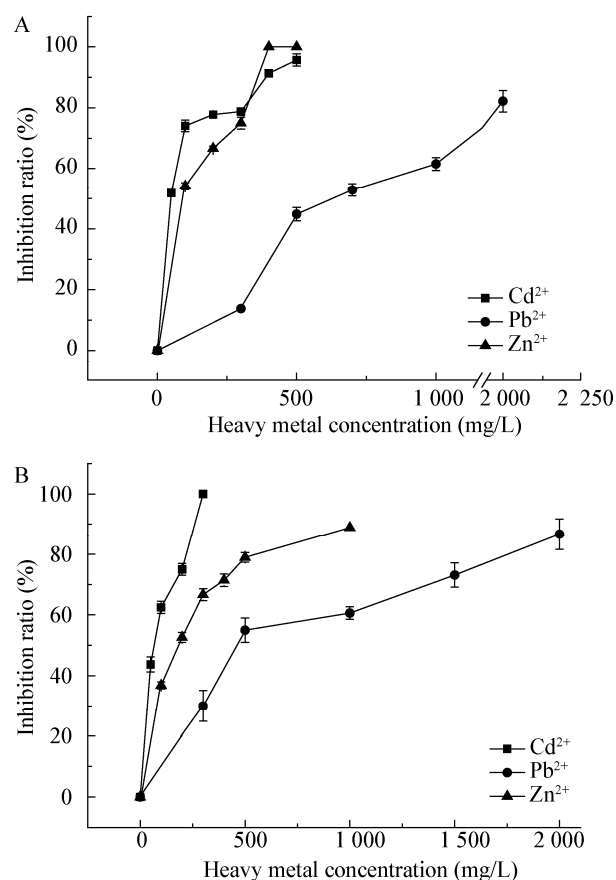 A
100
80
60
40
20
0
Inhibition ratio (%)
Cd²⁺
Pb²⁺
Zn²⁺
0 500 1 000 2 000 2 250
Heavy metal concentration (mg/L)
B
100
80
60
40
20
0
Inhibition ratio (%)
Cd²⁺
Pb²⁺
Zn²⁺
0 500 1 000 1 500 2 000
Heavy metal concentration (mg/L)